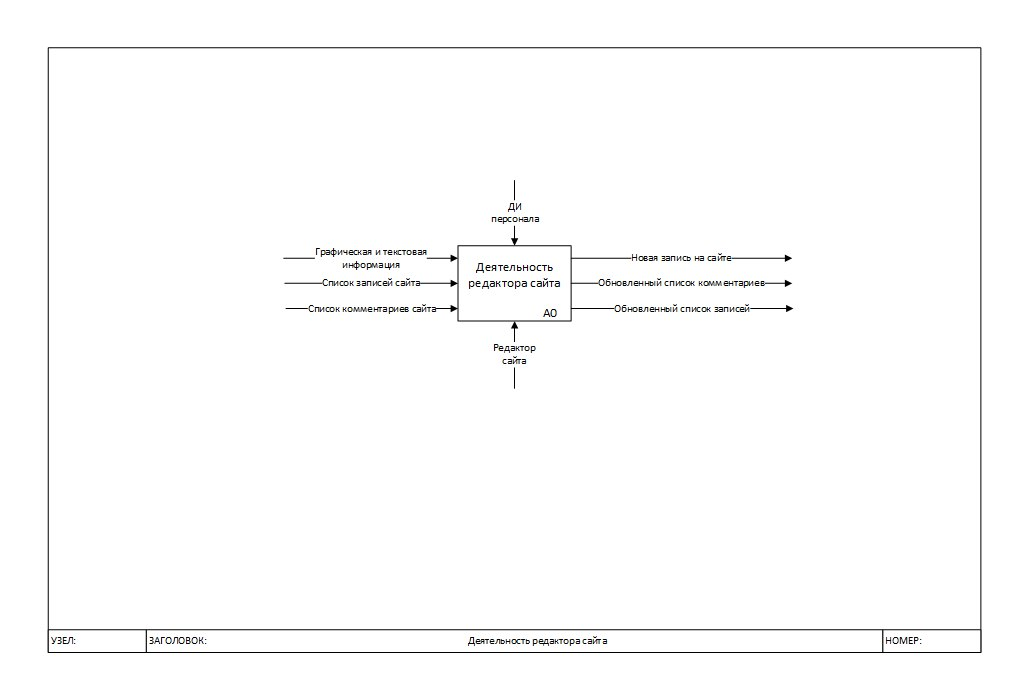 ДИ
персонала
Графическая и текстовая
информация
Список записей сайта
Список комментариев сайта
Деятельность
редактора сайта
A0
Новая запись на сайте
Обновленный список комментариев
Обновленный список записей
Редактор
сайта
УЗЕЛ:
ЗАГОЛОВОК:
Деятельность редактора сайта
НОМЕР: